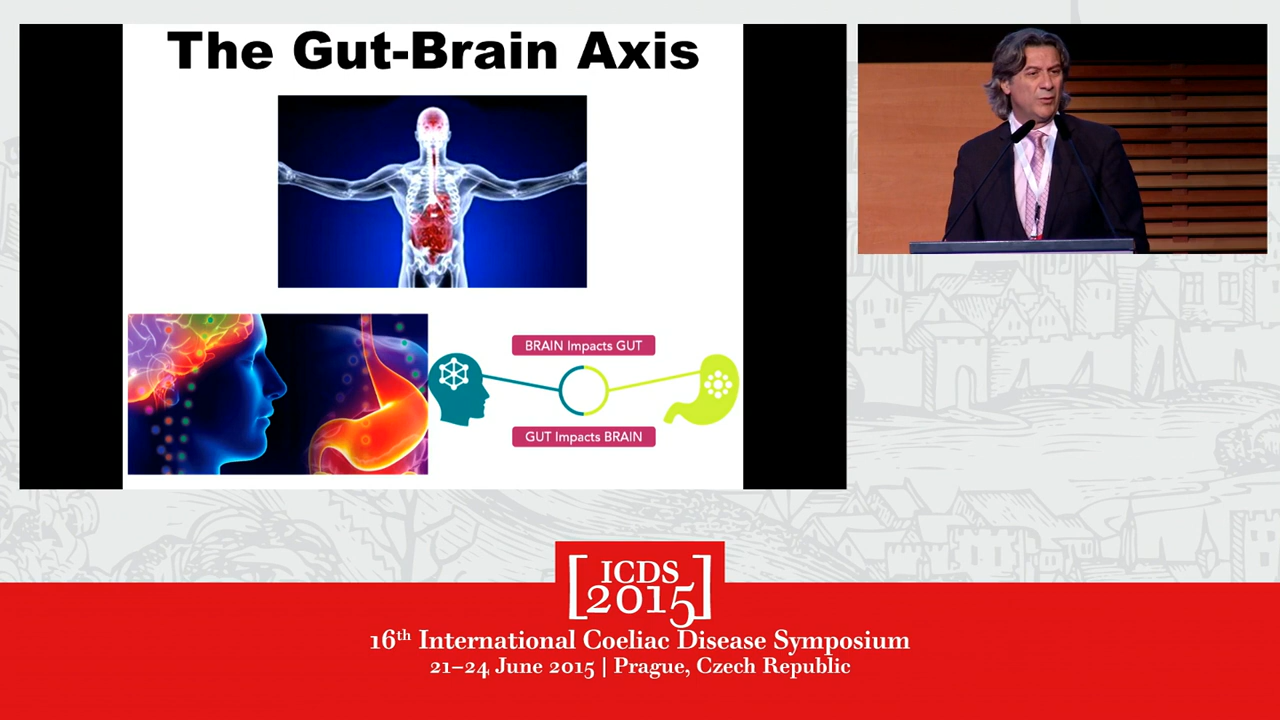 The Gut-Brain Axis
BRAIN Impacts GUT
GUT Impacts BRAIN
[ICDS
2015]
16th International Coeliac Disease Symposium
21–24 June 2015 | Prague, Czech Republic